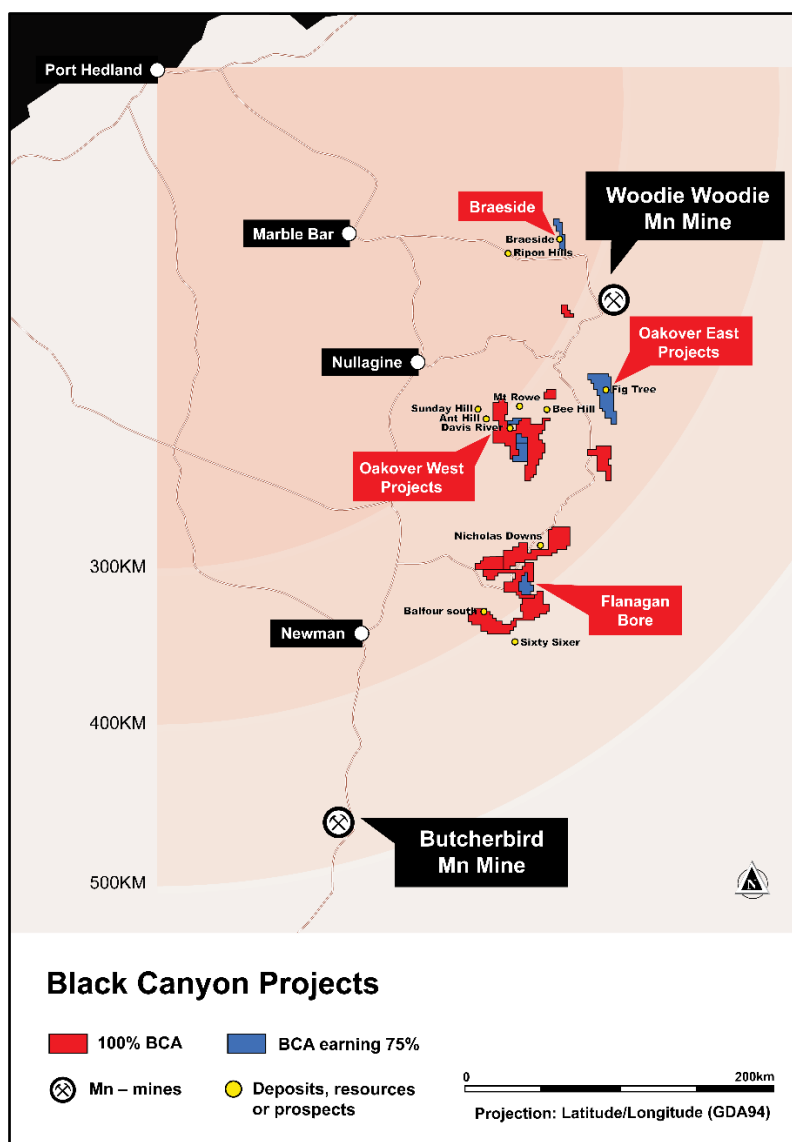 Port Hedland
Woodie Woodie
Mn Mine
Braeside
Marble Bar
Braeside
Ripon Hills
Oakover East
Projects
Nullagine
Mt Rowe
Fig Tree
Sunday Hill
Bee Hill
Ant Hill
Davis River
Oakover West
Projects
Nicholas Downs
300KM
Flanagan
Bore
Balfour south
Newman
Sixty Sixer
400KM
Butcherbird
Mn Mine
500KM
N
Black Canyon Projects
100% BCA
BCA earning 75%
Mn – mines
Deposits, resources
or prospects
0
200km
Projection: Latitude/Longitude (GDA94)